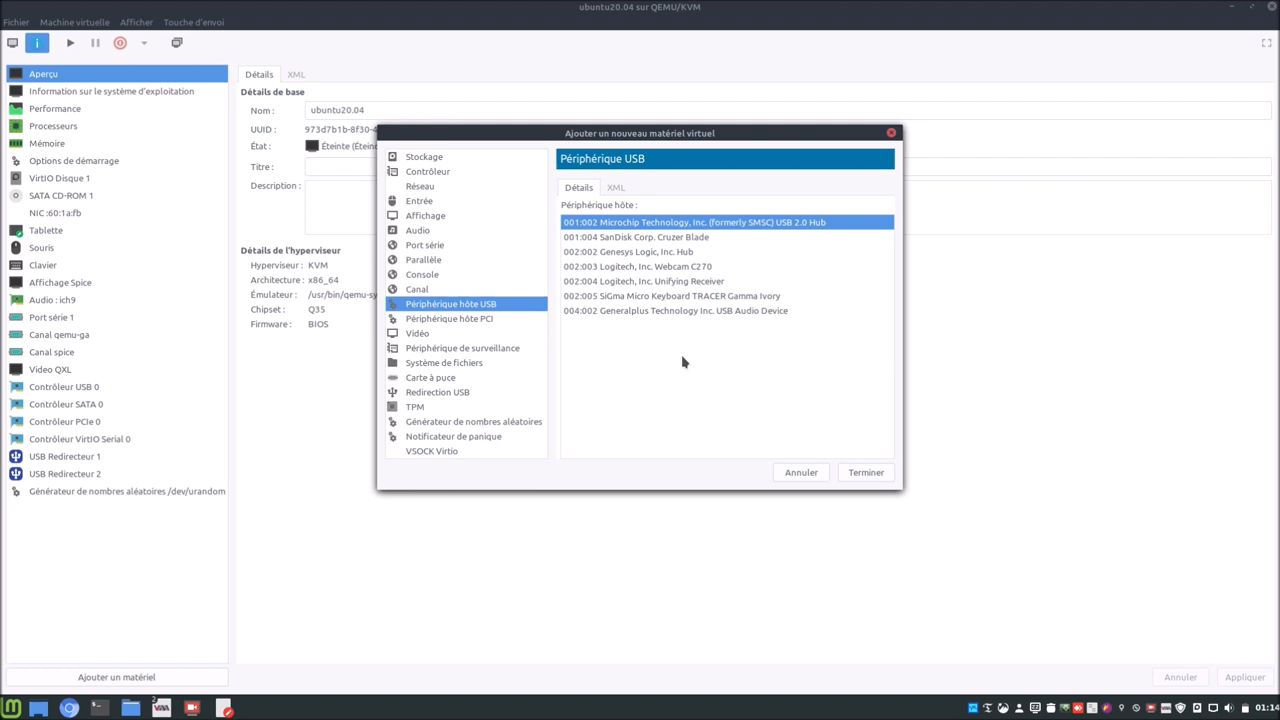 ubuntu20.04 sur QEMU/KVM
Fichier Machine virtuelle Afficher Touche d'envoi
Aperçu
Information sur le système d'exploitation
Performance
Processeurs
Mémoire
Options de démarrage
VirtIO Disque 1
SATA CD-ROM 1
NIC :60:1a:fb
Tablette
Souris
Clavier
Affichage Spice
Audio : ich9
Port série 1
Canal qemu-ga
Canal spice
Video QXL
Contrôleur USB 0
Contrôleur SATA 0
Contrôleur PCIe 0
Contrôleur VirtIO Serial 0
USB Redirecteur 1
USB Redirecteur 2
Générateur de nombres aléatoires /dev/urandom
Ajouter un matériel
Détails XML
Détails de base
Nom : ubuntu20.04
UUID : 973d7b1b-8f30-4
État : Éteinte (Étein
Titre :
Description :
Détails de l'hyperviseur
Hyperviseur : KVM
Architecture : x86_64
Émulateur : /usr/bin/qemu-sy
Chipset : Q35
Firmware : BIOS
Ajouter un nouveau matériel virtuel
Stockage
Contrôleur
Réseau
Entrée
Affichage
Audio
Port série
Parallèle
Console
Canal
Périphérique hôte USB
Périphérique hôte PCI
Vidéo
Périphérique de surveillance
Système de fichiers
Carte à puce
Redirection USB
TPM
Générateur de nombres aléatoires
Notificateur de panique
VSOCK Virtio
Périphérique USB
Détails XML
Périphérique hôte :
001:002 Microchip Technology, Inc. (formerly SMSC) USB 2.0 Hub
001:004 SanDisk Corp. Cruzer Blade
002:002 Genesys Logic, Inc. Hub
002:003 Logitech, Inc. Webcam C270
002:004 Logitech, Inc. Unifying Receiver
002:005 SiGma Micro Keyboard TRACER Gamma Ivory
004:002 Generalplus Technology Inc. USB Audio Device
Annuler Terminer
Annuler Appliquer
01:14